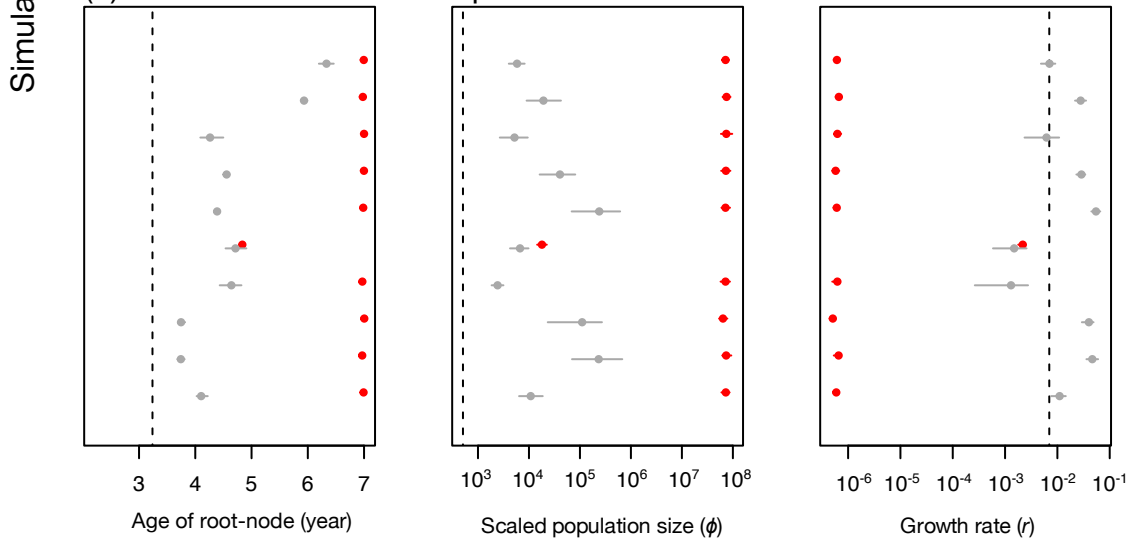 Simula
3 4 5 6 7
Age of root-node (year)
10^3 10^4 10^5 10^6 10^7 10^8
Scaled population size (ϕ)
10^-6 10^-5 10^-4 10^-3 10^-2 10^-1
Growth rate (r)